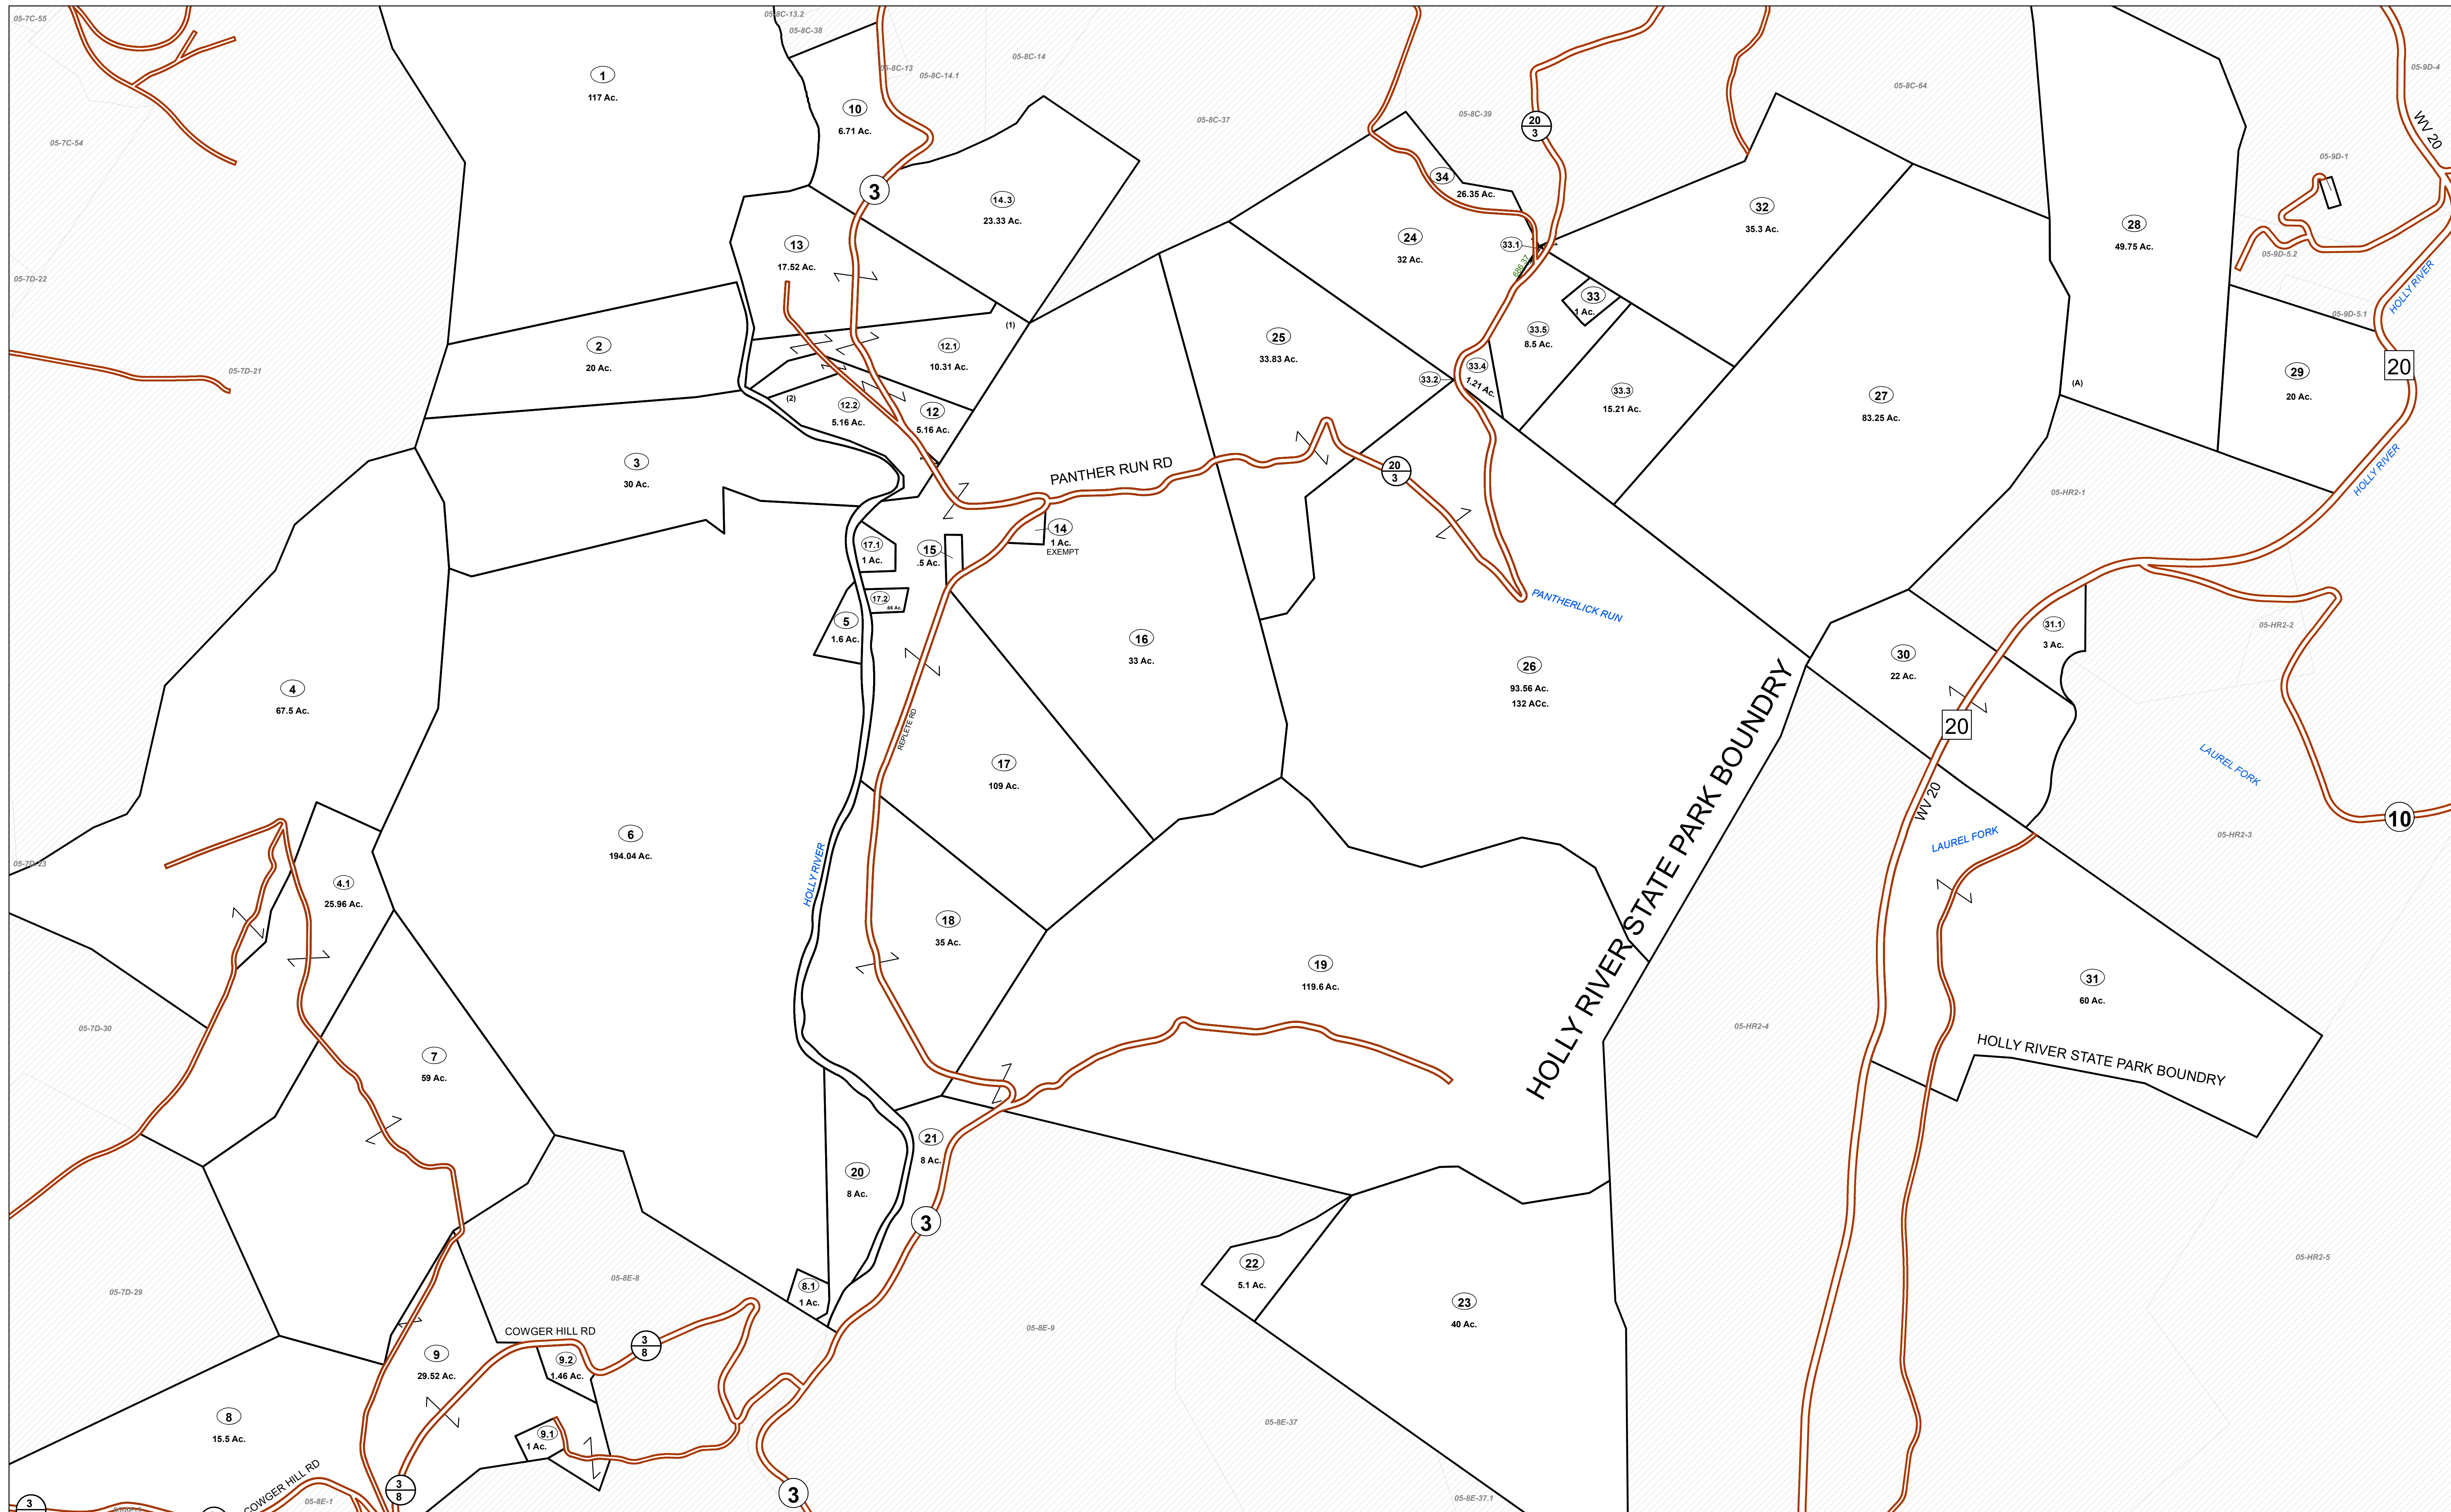 05-7C-55
05-8C-13.2
05-8C-38
05-8C-13
05-8C-14.1
05-8C-14
05-8C-37
05-8C-39
05-8C-64
05-9D-4
WV 20
1
117 Ac.
10
6.71 Ac.
20
3
05-7C-54
05-9D-1
3
14.3
23.33 Ac.
34
26.35 Ac.
32
35.3 Ac.
28
49.75 Ac.
13
17.52 Ac.
24
32 Ac.
33.1
686.37
05-9D-5.2
HOLLY RIVER
05-7D-22
33
1 Ac.
05-9D-5.1
(1)
2
20 Ac.
12.1
10.31 Ac.
25
33.83 Ac.
33.5
8.5 Ac.
05-7D-21
33.4
1.21 Ac.
33.2
20
29
20 Ac.
(A)
(2)
12.2
5.16 Ac.
12
5.16 Ac.
33.3
15.21 Ac.
27
83.25 Ac.
3
30 Ac.
PANTHER RUN RD
20
3
HOLLY RIVER
05-HR2-1
14
1 Ac.
EXEMPT
17.1
1 Ac.
15
.5 Ac.
17.2
.56 Ac.
5
1.6 Ac.
PANTHERLICK RUN
16
33 Ac.
26
93.56 Ac.
132 ACc.
30
22 Ac.
31.1
3 Ac.
05-HR2-2
4
67.5 Ac.
REPLETE RD
17
109 Ac.
HOLLY RIVER STATE PARK BOUNDRY
20
WV 20
LAUREL FORK
10
6
194.04 Ac.
LAUREL FORK
05-HR2-3
05-7D-23
4.1
25.96 Ac.
HOLLY RIVER
18
35 Ac.
19
119.6 Ac.
31
60 Ac.
05-7D-30
05-HR2-4
HOLLY RIVER STATE PARK BOUNDRY
7
59 Ac.
21
8 Ac.
20
8 Ac.
3
22
5.1 Ac.
05-HR2-5
05-7D-29
05-8E-8
8.1
1 Ac.
23
40 Ac.
05-8E-9
COWGER HILL RD
3
8
9
29.52 Ac.
9.2
1.46 Ac.
8
15.5 Ac.
9.1
1 Ac.
05-8E-37
COWGER HILL RD
3
8
3
3
05-8E-1
05-8E-37.1